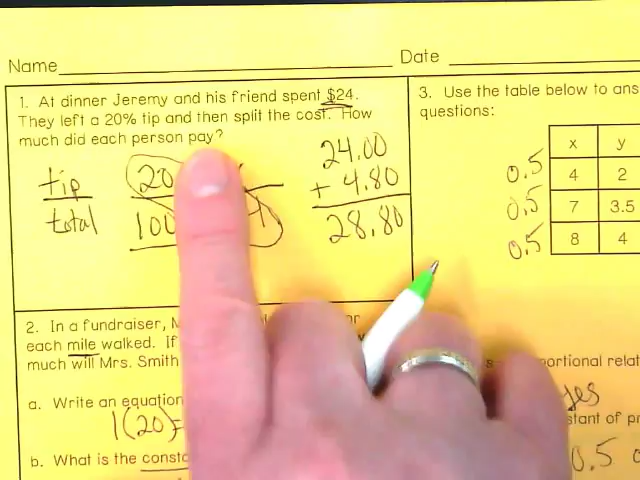 Name Date
1. At dinner Jeremy and his friend spent $24.
They left a 20% tip and then split the cost. How
much did each person pay?
tip 20
total 100
24.00
+ 4.80
28.80
3. Use the table below to ans
questions:
x y
0.5 4 2
0.5 7 3.5
0.5 8 4
2. In a fundraiser, M
each mile walked. If
much will Mrs. Smith
a. Write an equation
1(20)=
b. What is the consta
portional relat
yes
stant of pr
0.5